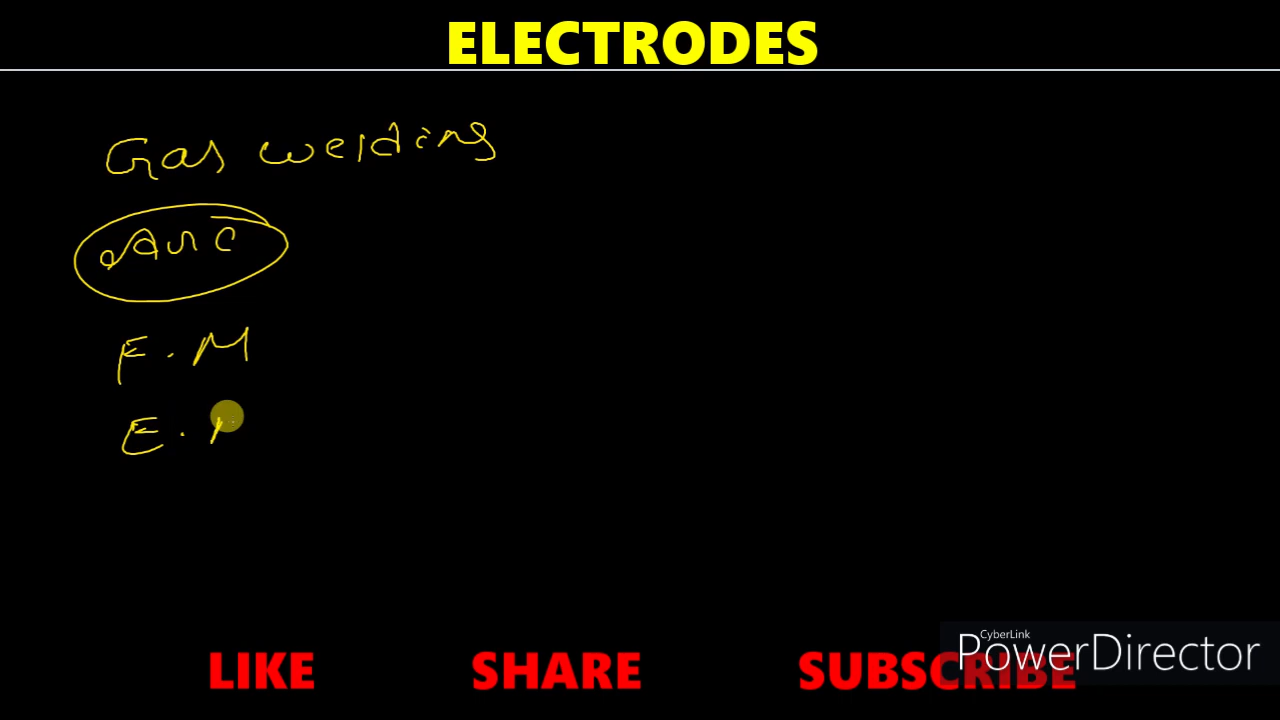 ELECTRODES
Gas welding
Arc
F.M
E.
LIKE SHARE SUBSCRIBE
CyberLink
PowerDirector